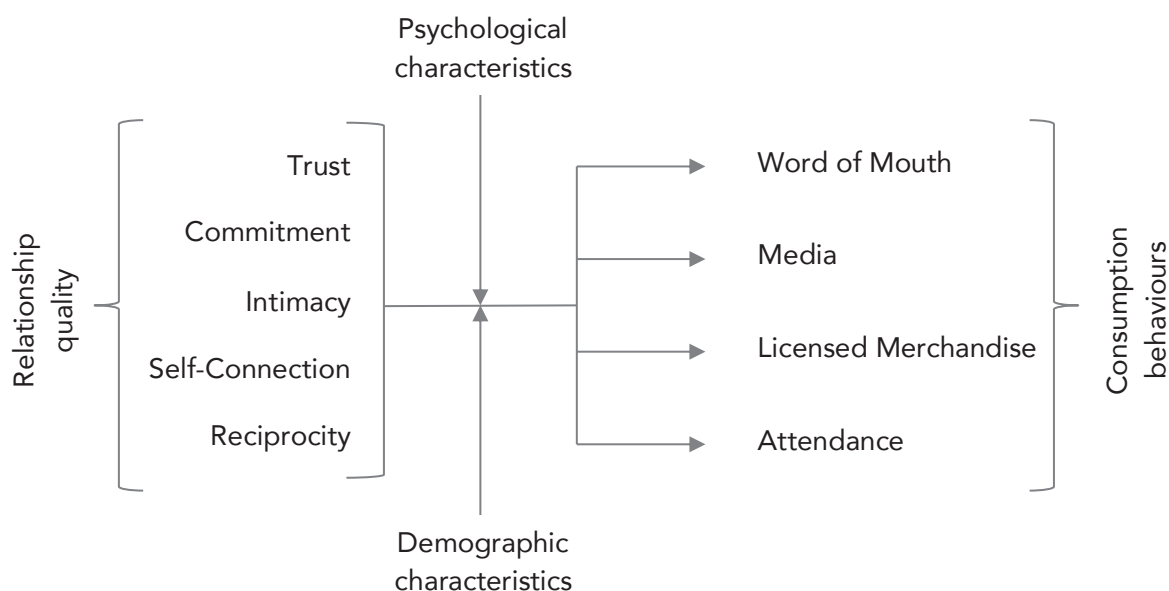 Psychological
characteristics
Relationship
quality
Trust
Commitment
Intimacy
Self-Connection
Reciprocity
Word of Mouth
Media
Licensed Merchandise
Attendance
Consumption
behaviours
Demographic
characteristics